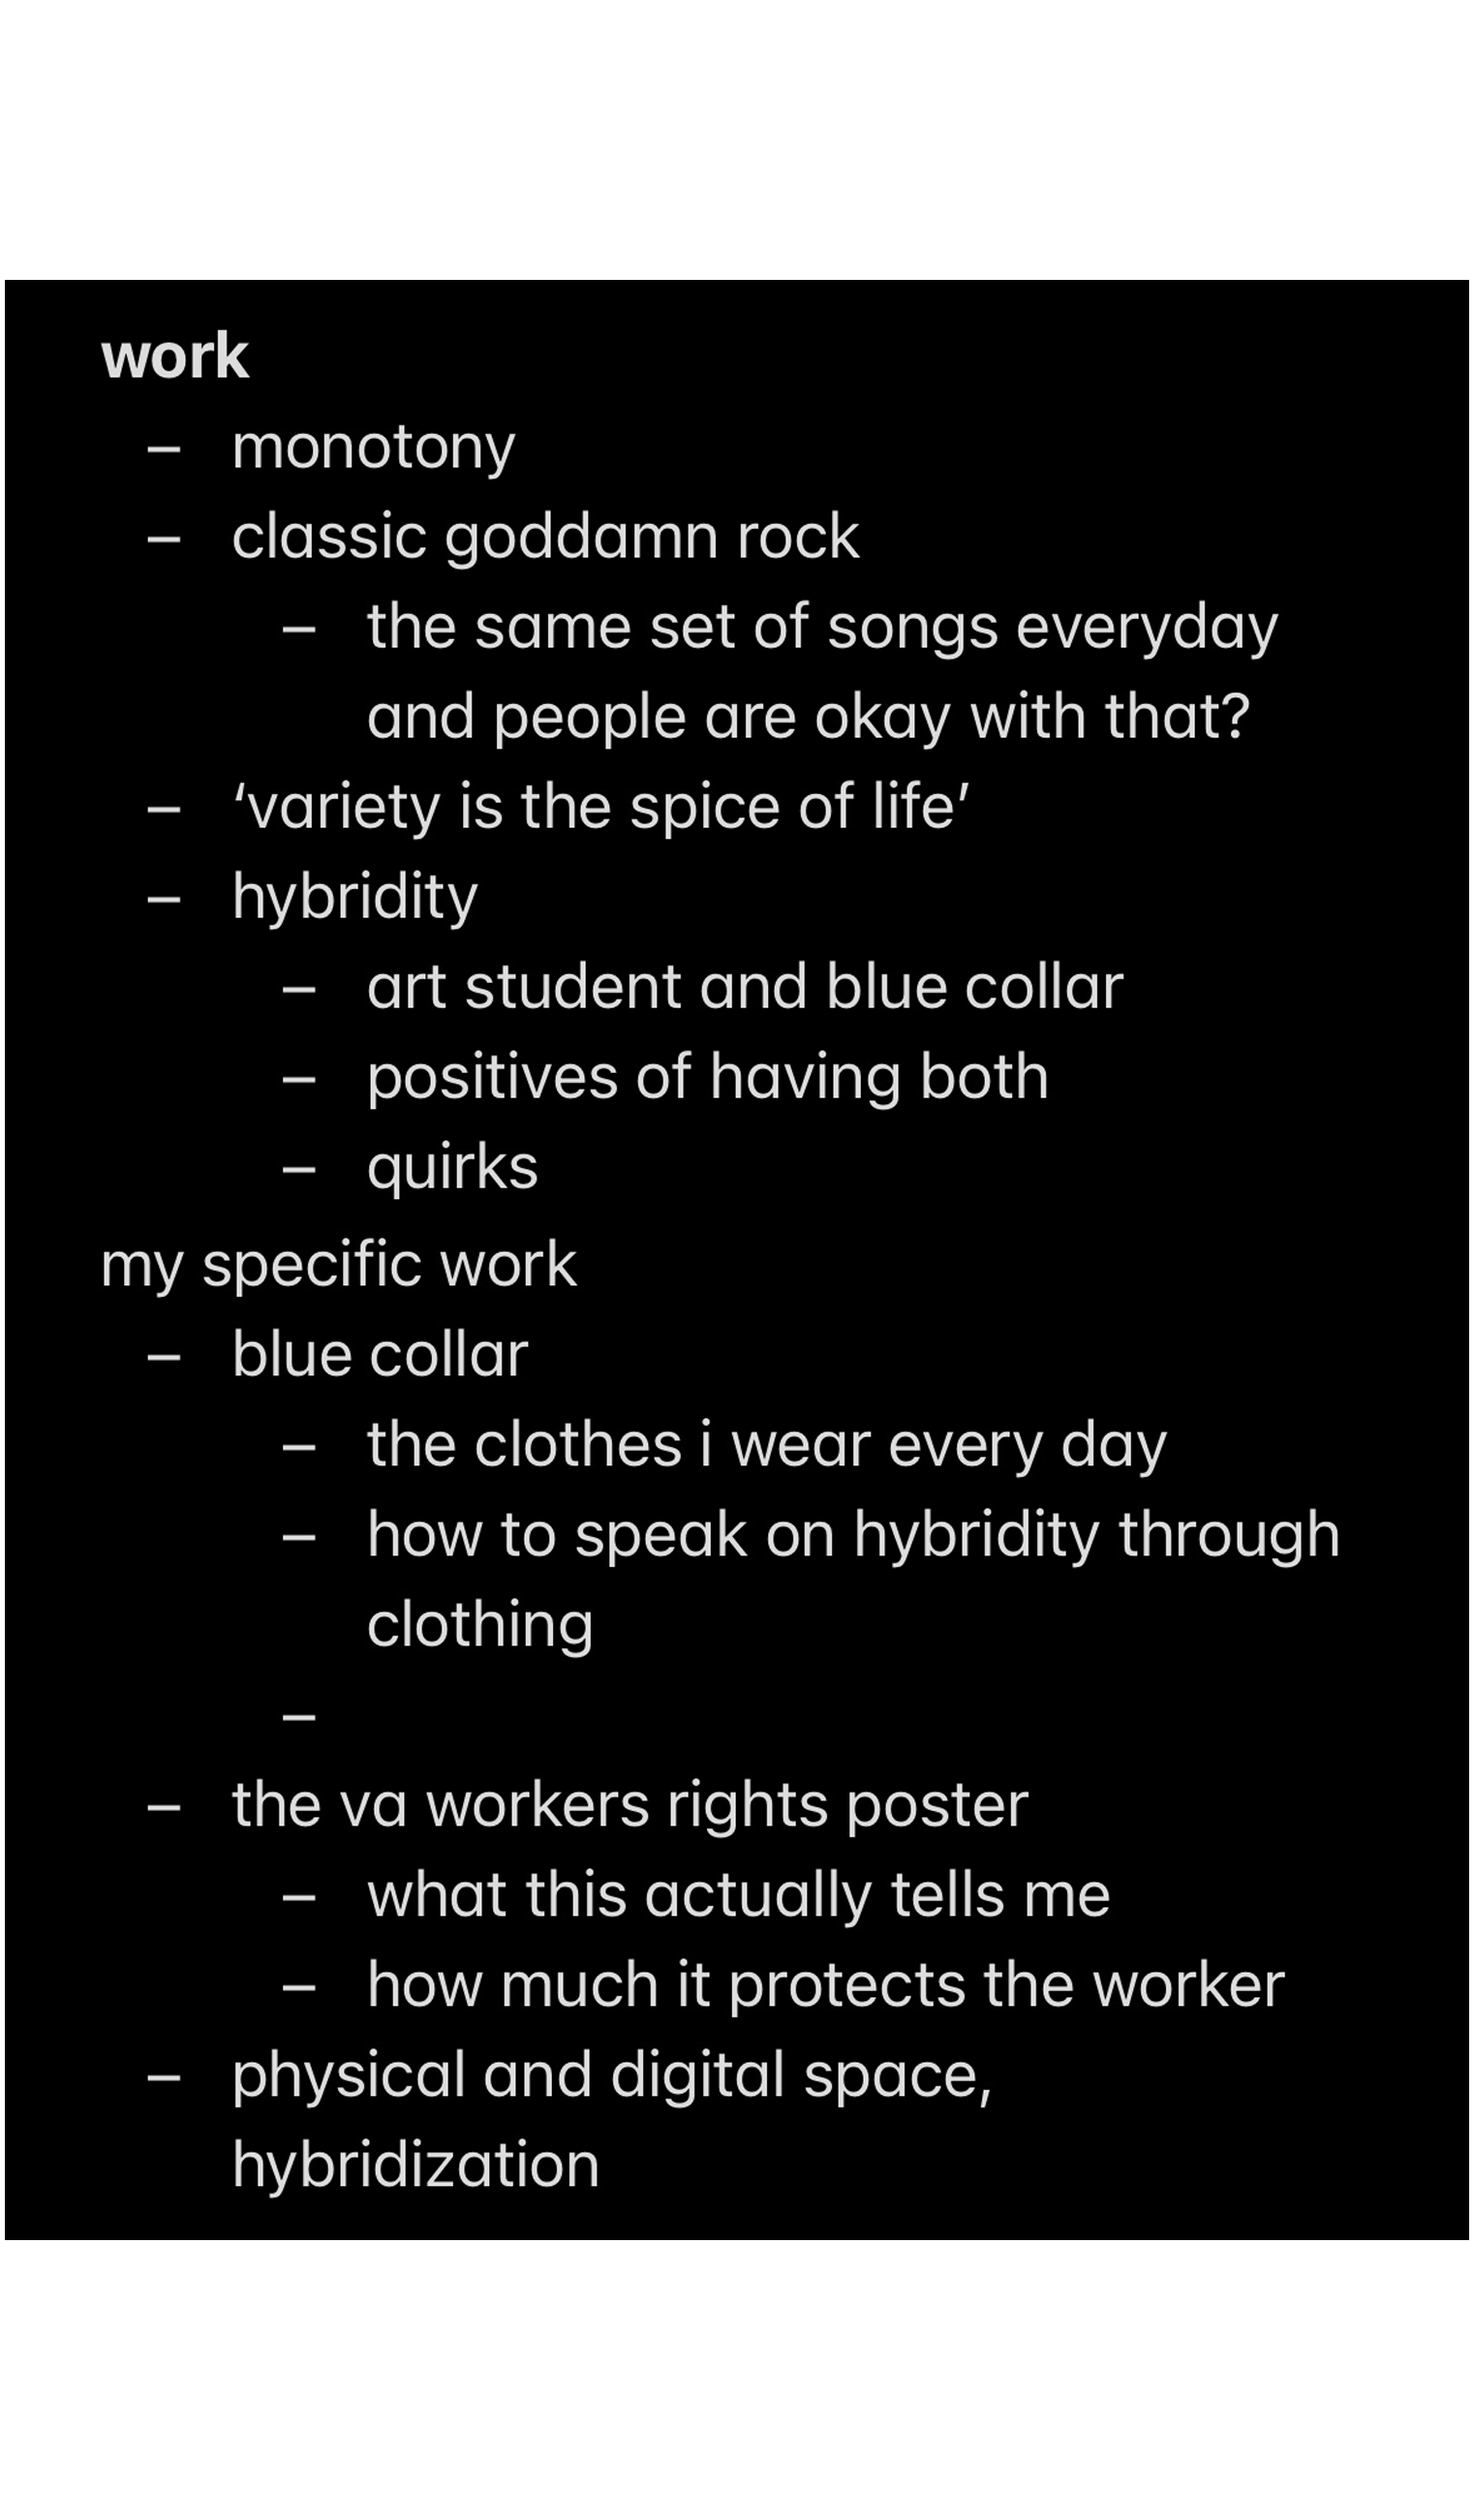 work
– monotony
– classic goddamn rock
– the same set of songs everyday
and people are okay with that?
– ‘variety is the spice of life’
– hybridity
– art student and blue collar
– positives of having both
– quirks
my specific work
– blue collar
– the clothes i wear every day
– how to speak on hybridity through
clothing
–
– the va workers rights poster
– what this actually tells me
– how much it protects the worker
– physical and digital space,
hybridization